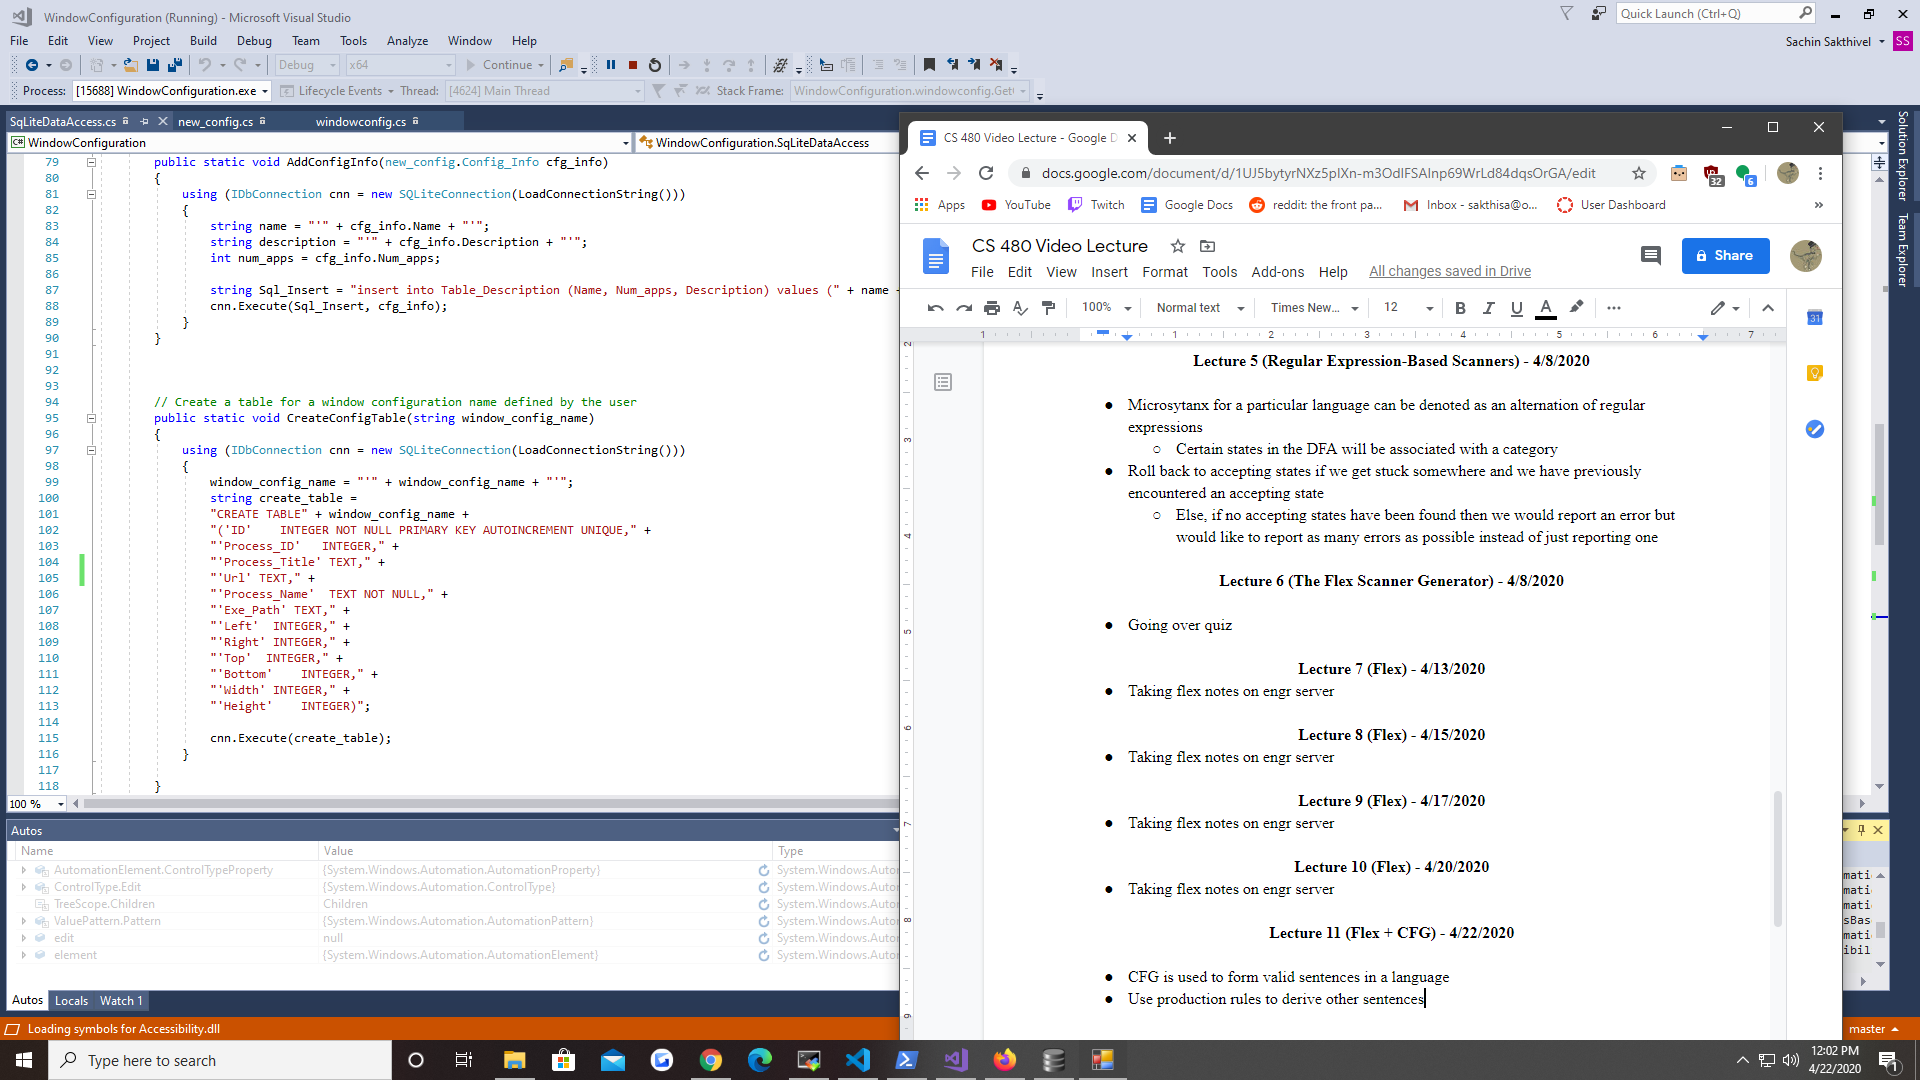 WindowConfiguration (Running) - Microsoft Visual Studio
Quick Launch (Ctrl+Q)
File Edit View Project Build Debug Team Tools Analyze Window Help
Sachin Sakthivel SS
Debug x64 Continue
Process: [15688] WindowConfiguration.exe Lifecycle Events Thread: [4624] Main Thread Stack Frame: WindowConfiguration.windowconfig.Get
SqLiteDataAccess.cs new_config.cs windowconfig.cs
WindowConfiguration WindowConfiguration.SqLiteDataAccess
79 public static void AddConfigInfo(new_config.Config_Info cfg_info)
80 {
81 using (IDbConnection cnn = new SQLiteConnection(LoadConnectionString()))
82 {
83 string name = "'" + cfg_info.Name + "'";
84 string description = "'" + cfg_info.Description + "'";
85 int num_apps = cfg_info.Num_apps;
86
87 string Sql_Insert = "insert into Table_Description (Name, Num_apps, Description) values (" + name +
88 cnn.Execute(Sql_Insert, cfg_info);
89 }
90 }
91
92
93
94 // Create a table for a window configuration name defined by the user
95 public static void CreateConfigTable(string window_config_name)
96 {
97 using (IDbConnection cnn = new SQLiteConnection(LoadConnectionString()))
98 {
99 window_config_name = "'" + window_config_name + "'";
100 string create_table =
101 "CREATE TABLE" + window_config_name +
102 "('ID' INTEGER NOT NULL PRIMARY KEY AUTOINCREMENT UNIQUE," +
103 "'Process_ID' INTEGER," +
104 "'Process_Title' TEXT," +
105 "'Url' TEXT," +
106 "'Process_Name' TEXT NOT NULL," +
107 "'Exe_Path' TEXT," +
108 "'Left' INTEGER," +
109 "'Right' INTEGER," +
110 "'Top' INTEGER," +
111 "'Bottom' INTEGER," +
112 "'Width' INTEGER," +
113 "'Height' INTEGER)";
114
115 cnn.Execute(create_table);
116 }
117
118 }
100 %
Autos
Name Value Type
AutomationElement.ControlTypeProperty {System.Windows.Automation.AutomationProperty} System.Windows.Auto
ControlType.Edit {System.Windows.Automation.ControlType} System.Windows.Auto
TreeScope.Children Children System.Windows.Auto
ValuePattern.Pattern {System.Windows.Automation.AutomationPattern} System.Windows.Auto
edit null System.Windows.Auto
element {System.Windows.Automation.AutomationElement} System.Windows.Auto
Autos Locals Watch 1
Loading symbols for Accessibility.dll
master
Solution Explorer
Team Explorer
CS 480 Video Lecture - Google D
docs.google.com/document/d/1UJ5bytyrNXz5pIXn-m3OdIFSAInp69WrLd84dqsOrGA/edit
32
6
Apps YouTube Twitch Google Docs reddit: the front pa... Inbox - sakthisa@o... User Dashboard »
CS 480 Video Lecture
File Edit View Insert Format Tools Add-ons Help All changes saved in Drive
Share
100% Normal text Times New... 12 B I U A
1 1 2 3 4 5 6 7
31
2
3
4
5
6
7
8
9
Lecture 5 (Regular Expression-Based Scanners) - 4/8/2020
● Microsytanx for a particular language can be denoted as an alternation of regular
expressions
○ Certain states in the DFA will be associated with a category
● Roll back to accepting states if we get stuck somewhere and we have previously
encountered an accepting state
○ Else, if no accepting states have been found then we would report an error but
would like to report as many errors as possible instead of just reporting one
Lecture 6 (The Flex Scanner Generator) - 4/8/2020
● Going over quiz
Lecture 7 (Flex) - 4/13/2020
● Taking flex notes on engr server
Lecture 8 (Flex) - 4/15/2020
● Taking flex notes on engr server
Lecture 9 (Flex) - 4/17/2020
● Taking flex notes on engr server
Lecture 10 (Flex) - 4/20/2020
● Taking flex notes on engr server
Lecture 11 (Flex + CFG) - 4/22/2020
● CFG is used to form valid sentences in a language
● Use production rules to derive other sentences
Type here to search
12:02 PM
4/22/2020
1